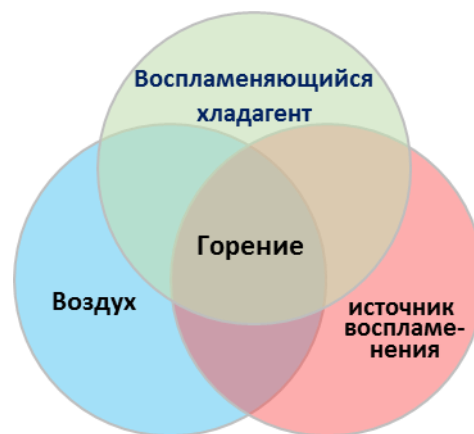 Воспламеняющийся
хладагент
Горение
Воздух
источник
воспламе-
нения